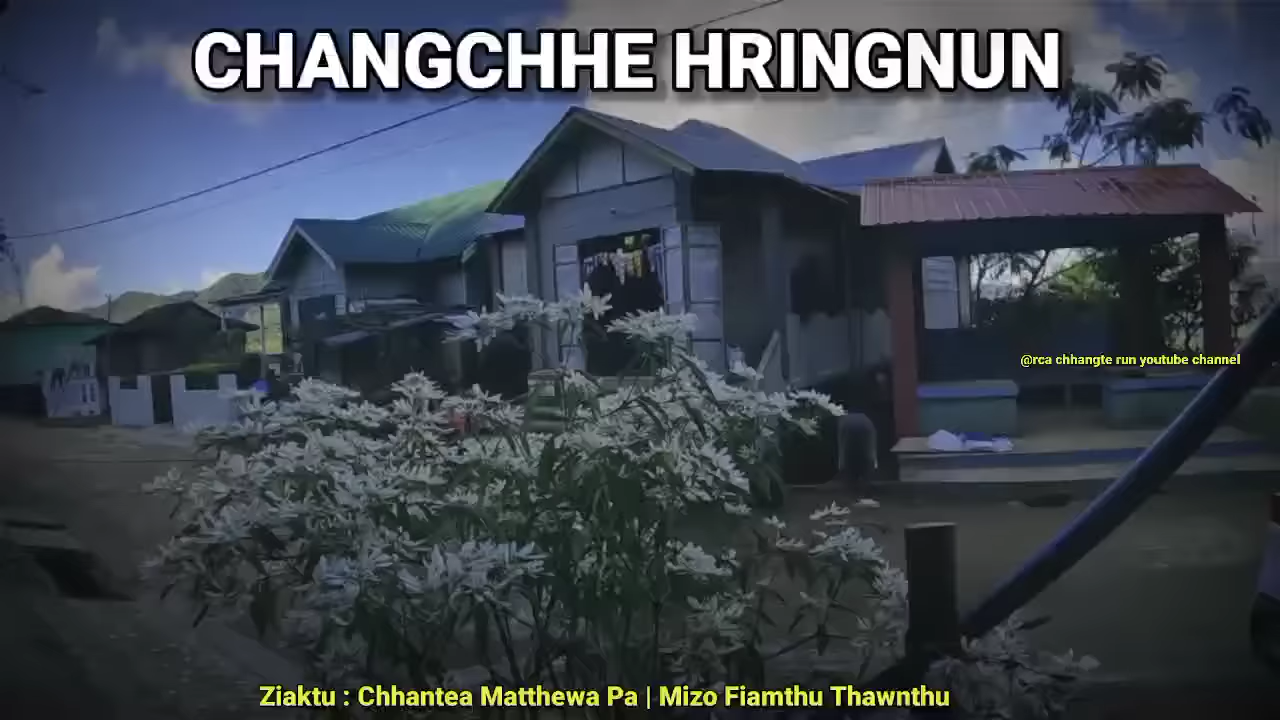 CHANGCHHE HRINGNUN
@rca chhangte run youtube channel
Ziaktu : Chhantea Matthewa Pa | Mizo Fiamthu Thawnthu